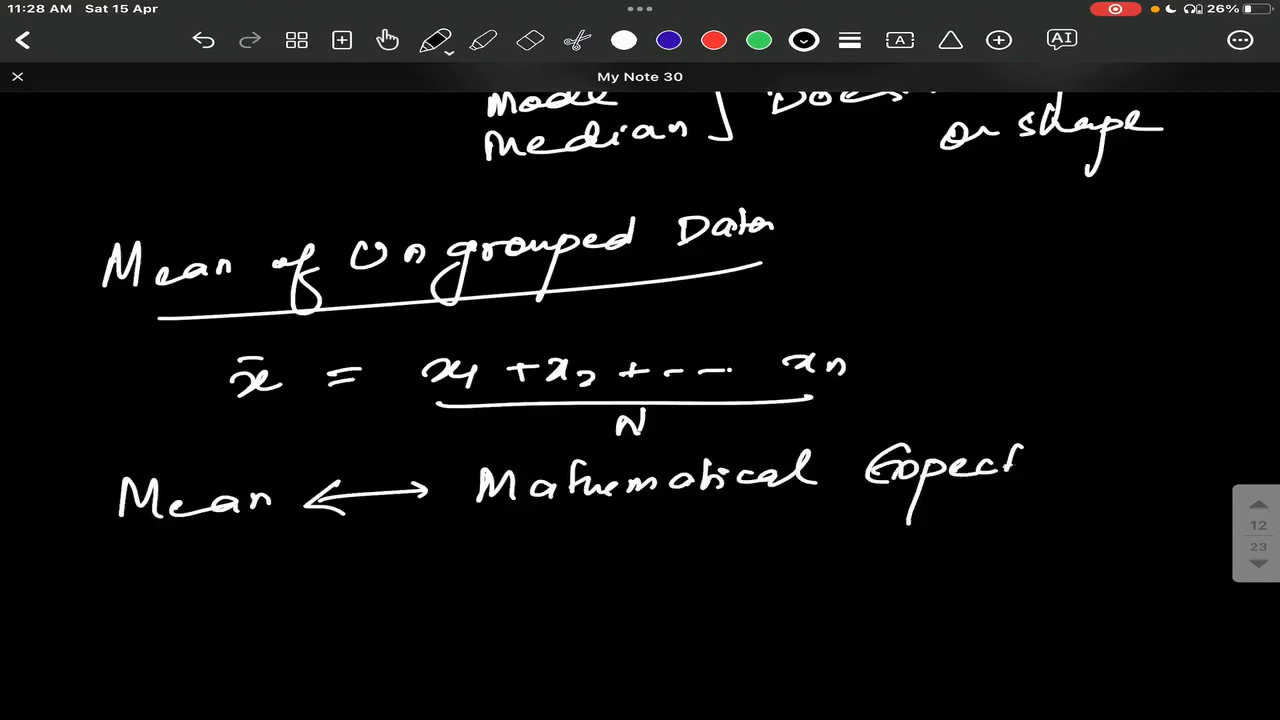 11:28 AM Sat 15 Apr 26%
A AI
My Note 30
Mode
Median ] or shape
Mean of Ungrouped Data
x̄ = x1 + x2 + -- -- xn
N
Mean ⟷ Mathematical Expect
12
23